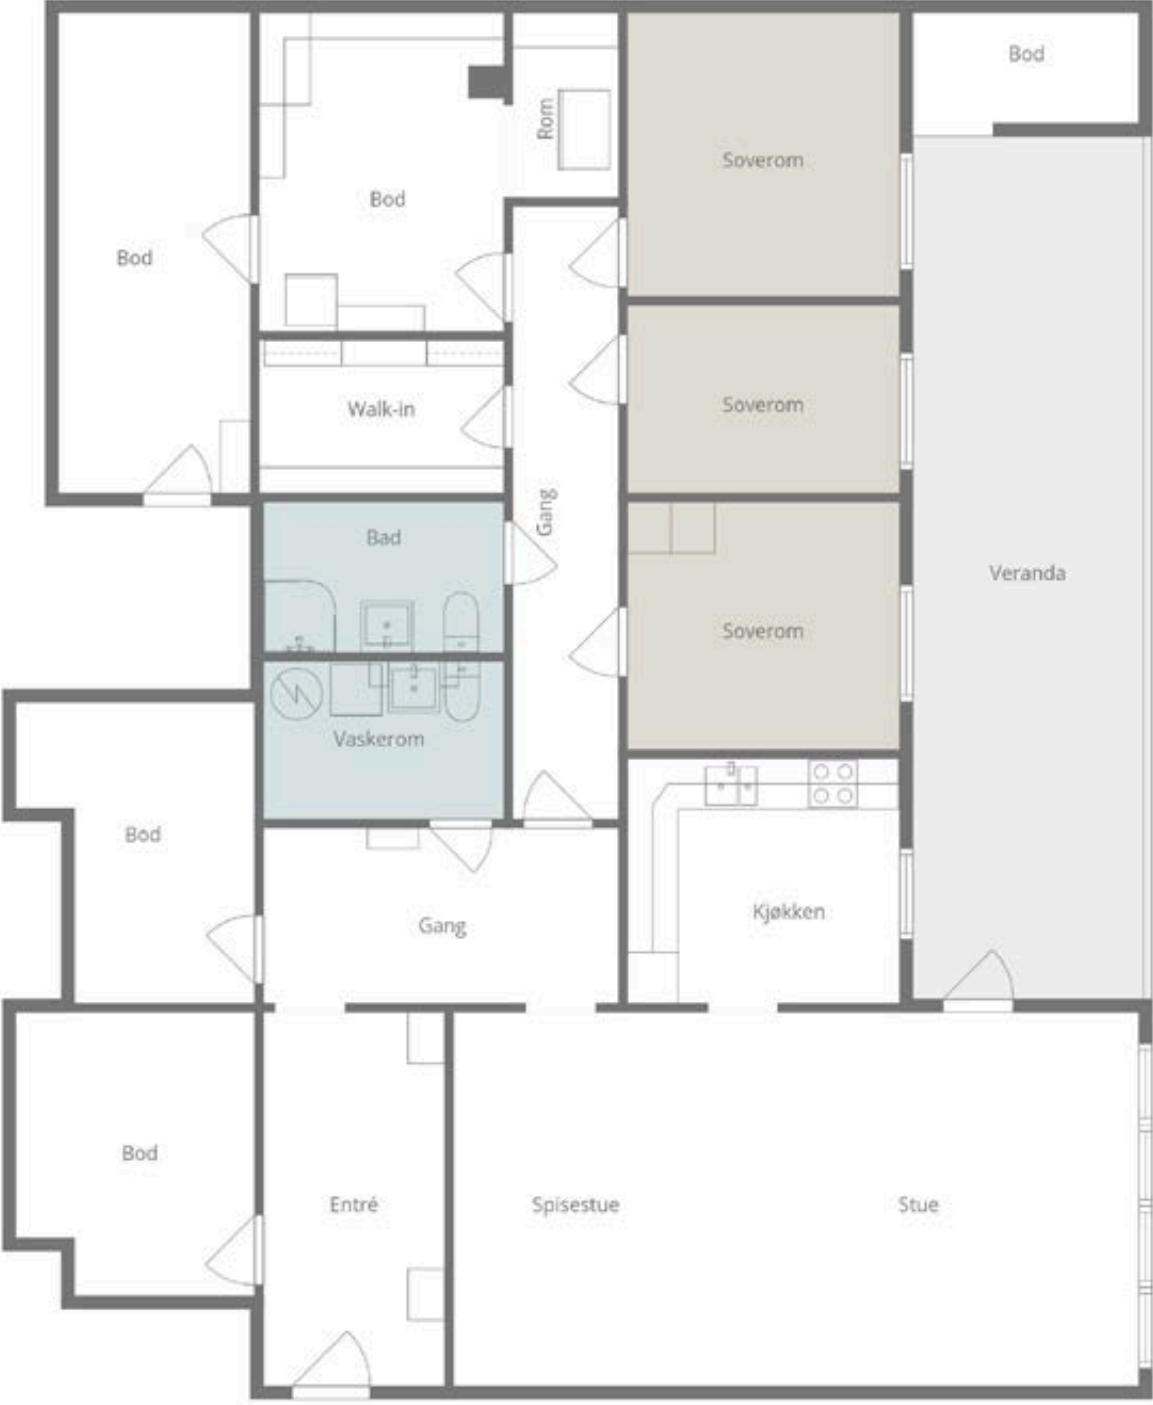 Bod
Rom
Soverom
Bod
Bod
Bod
Walk-in
Soverom
Gang
Bad
Veranda
Soverom
Vaskerom
Bod
Gang
Kjøkken
Bod
Entré
Spisestue
Stue